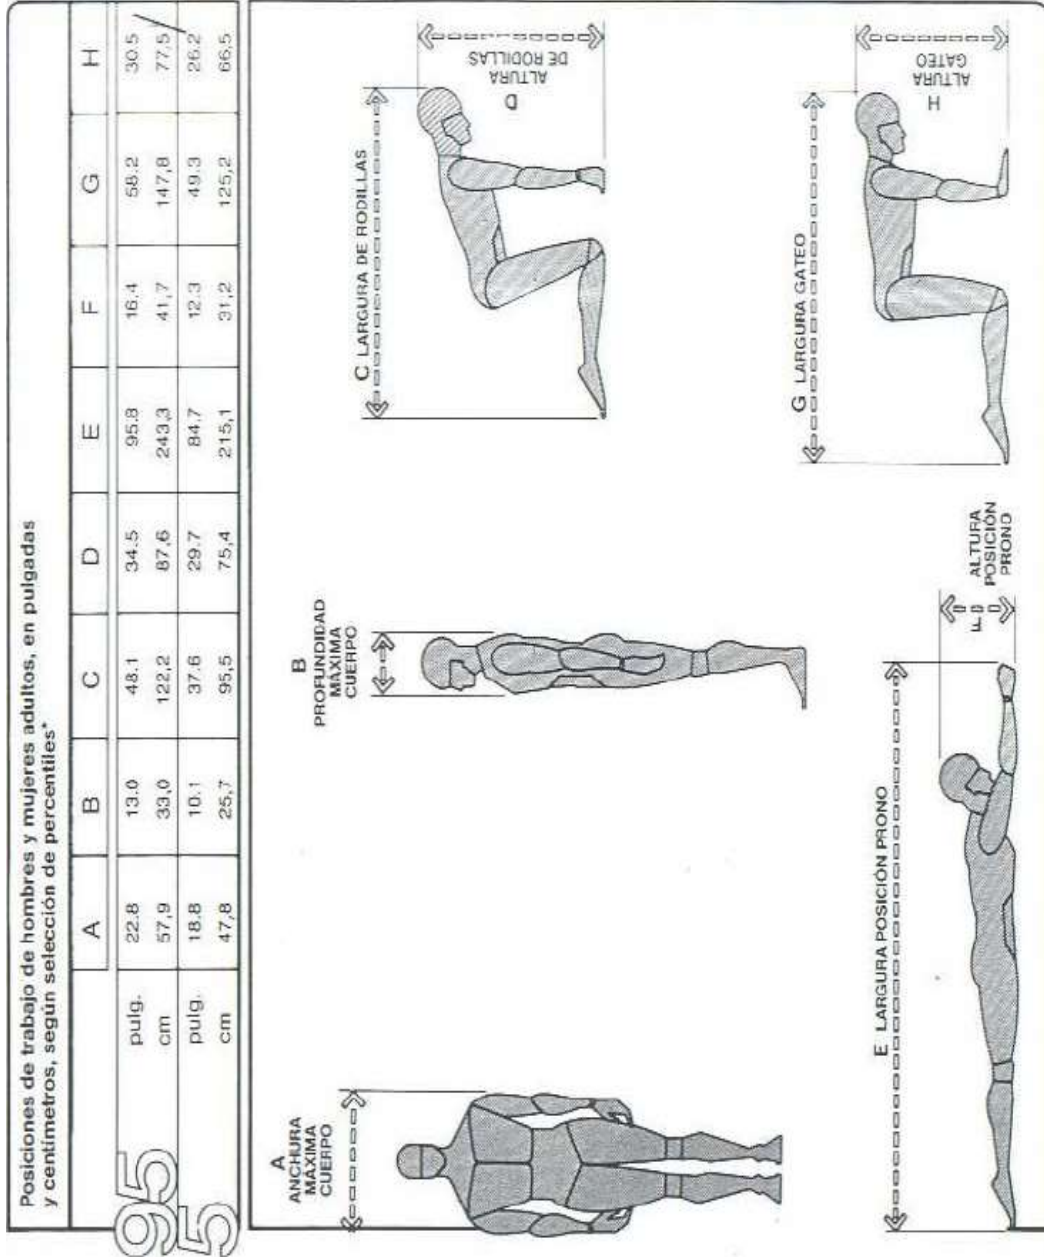 Posiciones de trabajo de hombres y mujeres adultos, en pulgadas
y centímetros, según selección de percentiles*
A B C D E F G H
95 pulg. 22.8 13.0 48.1 34.5 95.8 16.4 58.2 30.5
cm 57,9 33,0 122,2 87,6 243,3 41,7 147,8 77,5
5 pulg. 18.8 10.1 37.6 29.7 84.7 12.3 49.3 26.2
cm 47,8 25,7 95,5 75,4 215,1 31,2 125,2 66,5
A
ANCHURA
MÁXIMA
CUERPO
B
PROFUNDIDAD
MÁXIMA
CUERPO
C LARGURA DE RODILLAS
D
ALTURA
DE RODILLAS
E LARGURA POSICIÓN PRONO
F
ALTURA
POSICIÓN
PRONO
G LARGURA GATEO
H
ALTURA
GATEO